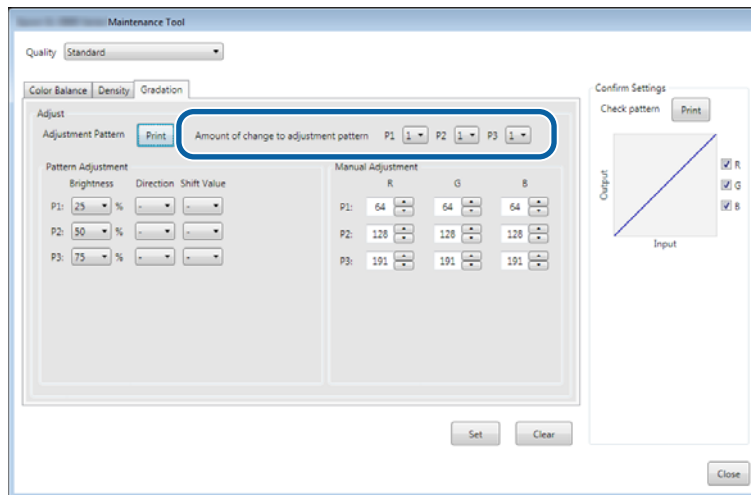 Maintenance Tool
Quality Standard
Color Balance Density Gradation
Adjust
Adjustment Pattern Print Amount of change to adjustment pattern P1 1 P2 1 P3 1
Pattern Adjustment
Brightness Direction Shift Value
P1: 25 % - -
P2: 50 % - -
P3: 75 % - -
Manual Adjustment
R G B
P1: 64 64 64
P2: 128 128 128
P3: 191 191 191
Set Clear
Confirm Settings
Check pattern Print
Output
Input
R
G
B
Close